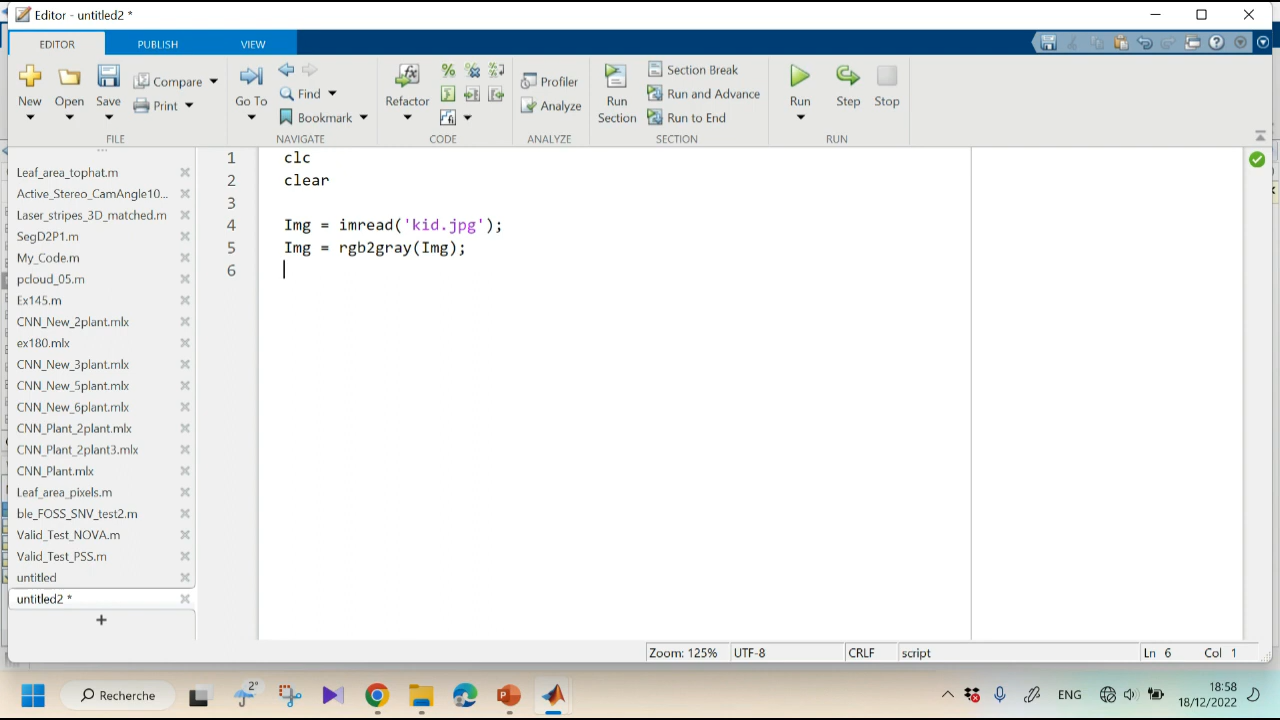 Editor - untitled2 *
EDITOR PUBLISH VIEW
New
Open
Save
Compare
Print
FILE
Go To
Find
Bookmark
NAVIGATE
Refactor
CODE
Profiler
Analyze
ANALYZE
Run Section
Section Break
Run and Advance
Run to End
SECTION
Run
Step
Stop
RUN
Leaf_area_tophat.m
Active_Stereo_CamAngle10...
Laser_stripes_3D_matched.m
SegD2P1.m
My_Code.m
pcloud_05.m
Ex145.m
CNN_New_2plant.mlx
ex180.mlx
CNN_New_3plant.mlx
CNN_New_5plant.mlx
CNN_New_6plant.mlx
CNN_Plant_2plant.mlx
CNN_Plant_2plant3.mlx
CNN_Plant.mlx
Leaf_area_pixels.m
ble_FOSS_SNV_test2.m
Valid_Test_NOVA.m
Valid_Test_PSS.m
untitled
untitled2 *
1 clc
2 clear
3
4 Img = imread('kid.jpg');
5 Img = rgb2gray(Img);
6
Zoom: 125% UTF-8 CRLF script Ln 6 Col 1
Recherche
2°
ENG
18:58
18/12/2022